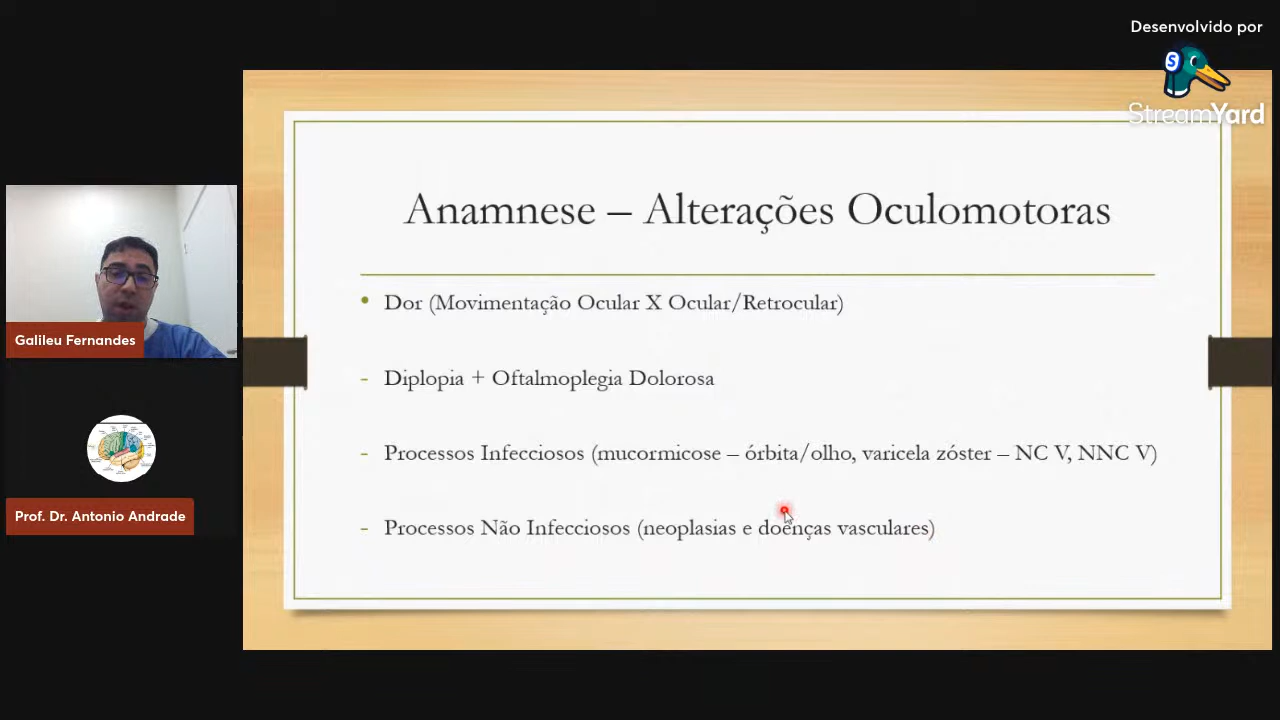 Desenvolvido por
StreamYard
Anamnese – Alterações Oculomotoras
• Dor (Movimentação Ocular X Ocular/Retrocular)
- Diplopia + Oftalmoplegia Dolorosa
- Processos Infecciosos (mucormicose – órbita/olho, varicela zóster – NC V, NNC V)
- Processos Não Infecciosos (neoplasias e doenças vasculares)
Galileu Fernandes
Prof. Dr. Antonio Andrade